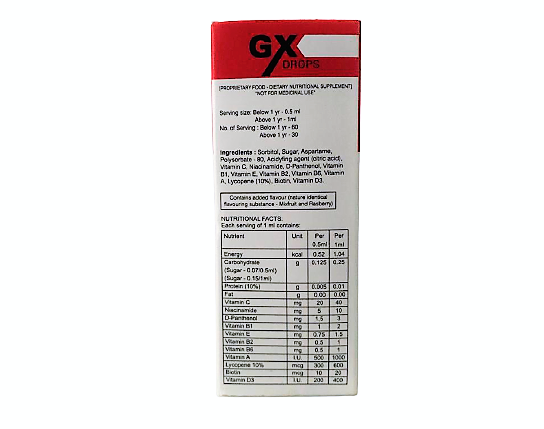 GX
DROPS
[PROPRIETARY FOOD - DIETARY NUTRITIONAL SUPPLEMENT]
"NOT FOR MEDICINAL USE"
Serving size: Below 1 yr - 0.5 ml
Above 1 yr - 1ml
No. of Serving : Below 1 yr - 60
Above 1 yr - 30
Ingredients : Sorbitol, Sugar, Aspartame,
Polysorbate - 80, Acidyfing agent (citric acid),
Vitamin C, Niacinamide, D-Panthenol, Vitamin
B1, Vitamin E, Vitamin B2, Vitamin B6, Vitamin
A, Lycopene (10%), Biotin, Vitamin D3.
Contains added flavour (nature identical
flavouring substance - Mixfruit and Rasberry)
NUTRITIONAL FACTS:
Each serving of 1 ml contains:
Nutrient Unit Per 0.5ml Per 1ml
Energy kcal 0.52 1.04
Carbohydrate g 0.125 0.25
(Sugar - 0.07/0.5ml)
(Sugar - 0.15/1ml)
Protein (10%) g 0.005 0.01
Fat g 0.00 0.00
Vitamin C mg 20 40
Niacinamide mg 5 10
D-Panthenol mg 1.5 3
Vitamin B1 mg 1 2
Vitamin E mg 0.75 1.5
Vitamin B2 mg 0.5 1
Vitamin B6 mg 0.5 1
Vitamin A I.U. 500 1000
Lycopene 10% mcg 300 600
Biotin mcg 10 20
Vitamin D3 I.U. 200 400